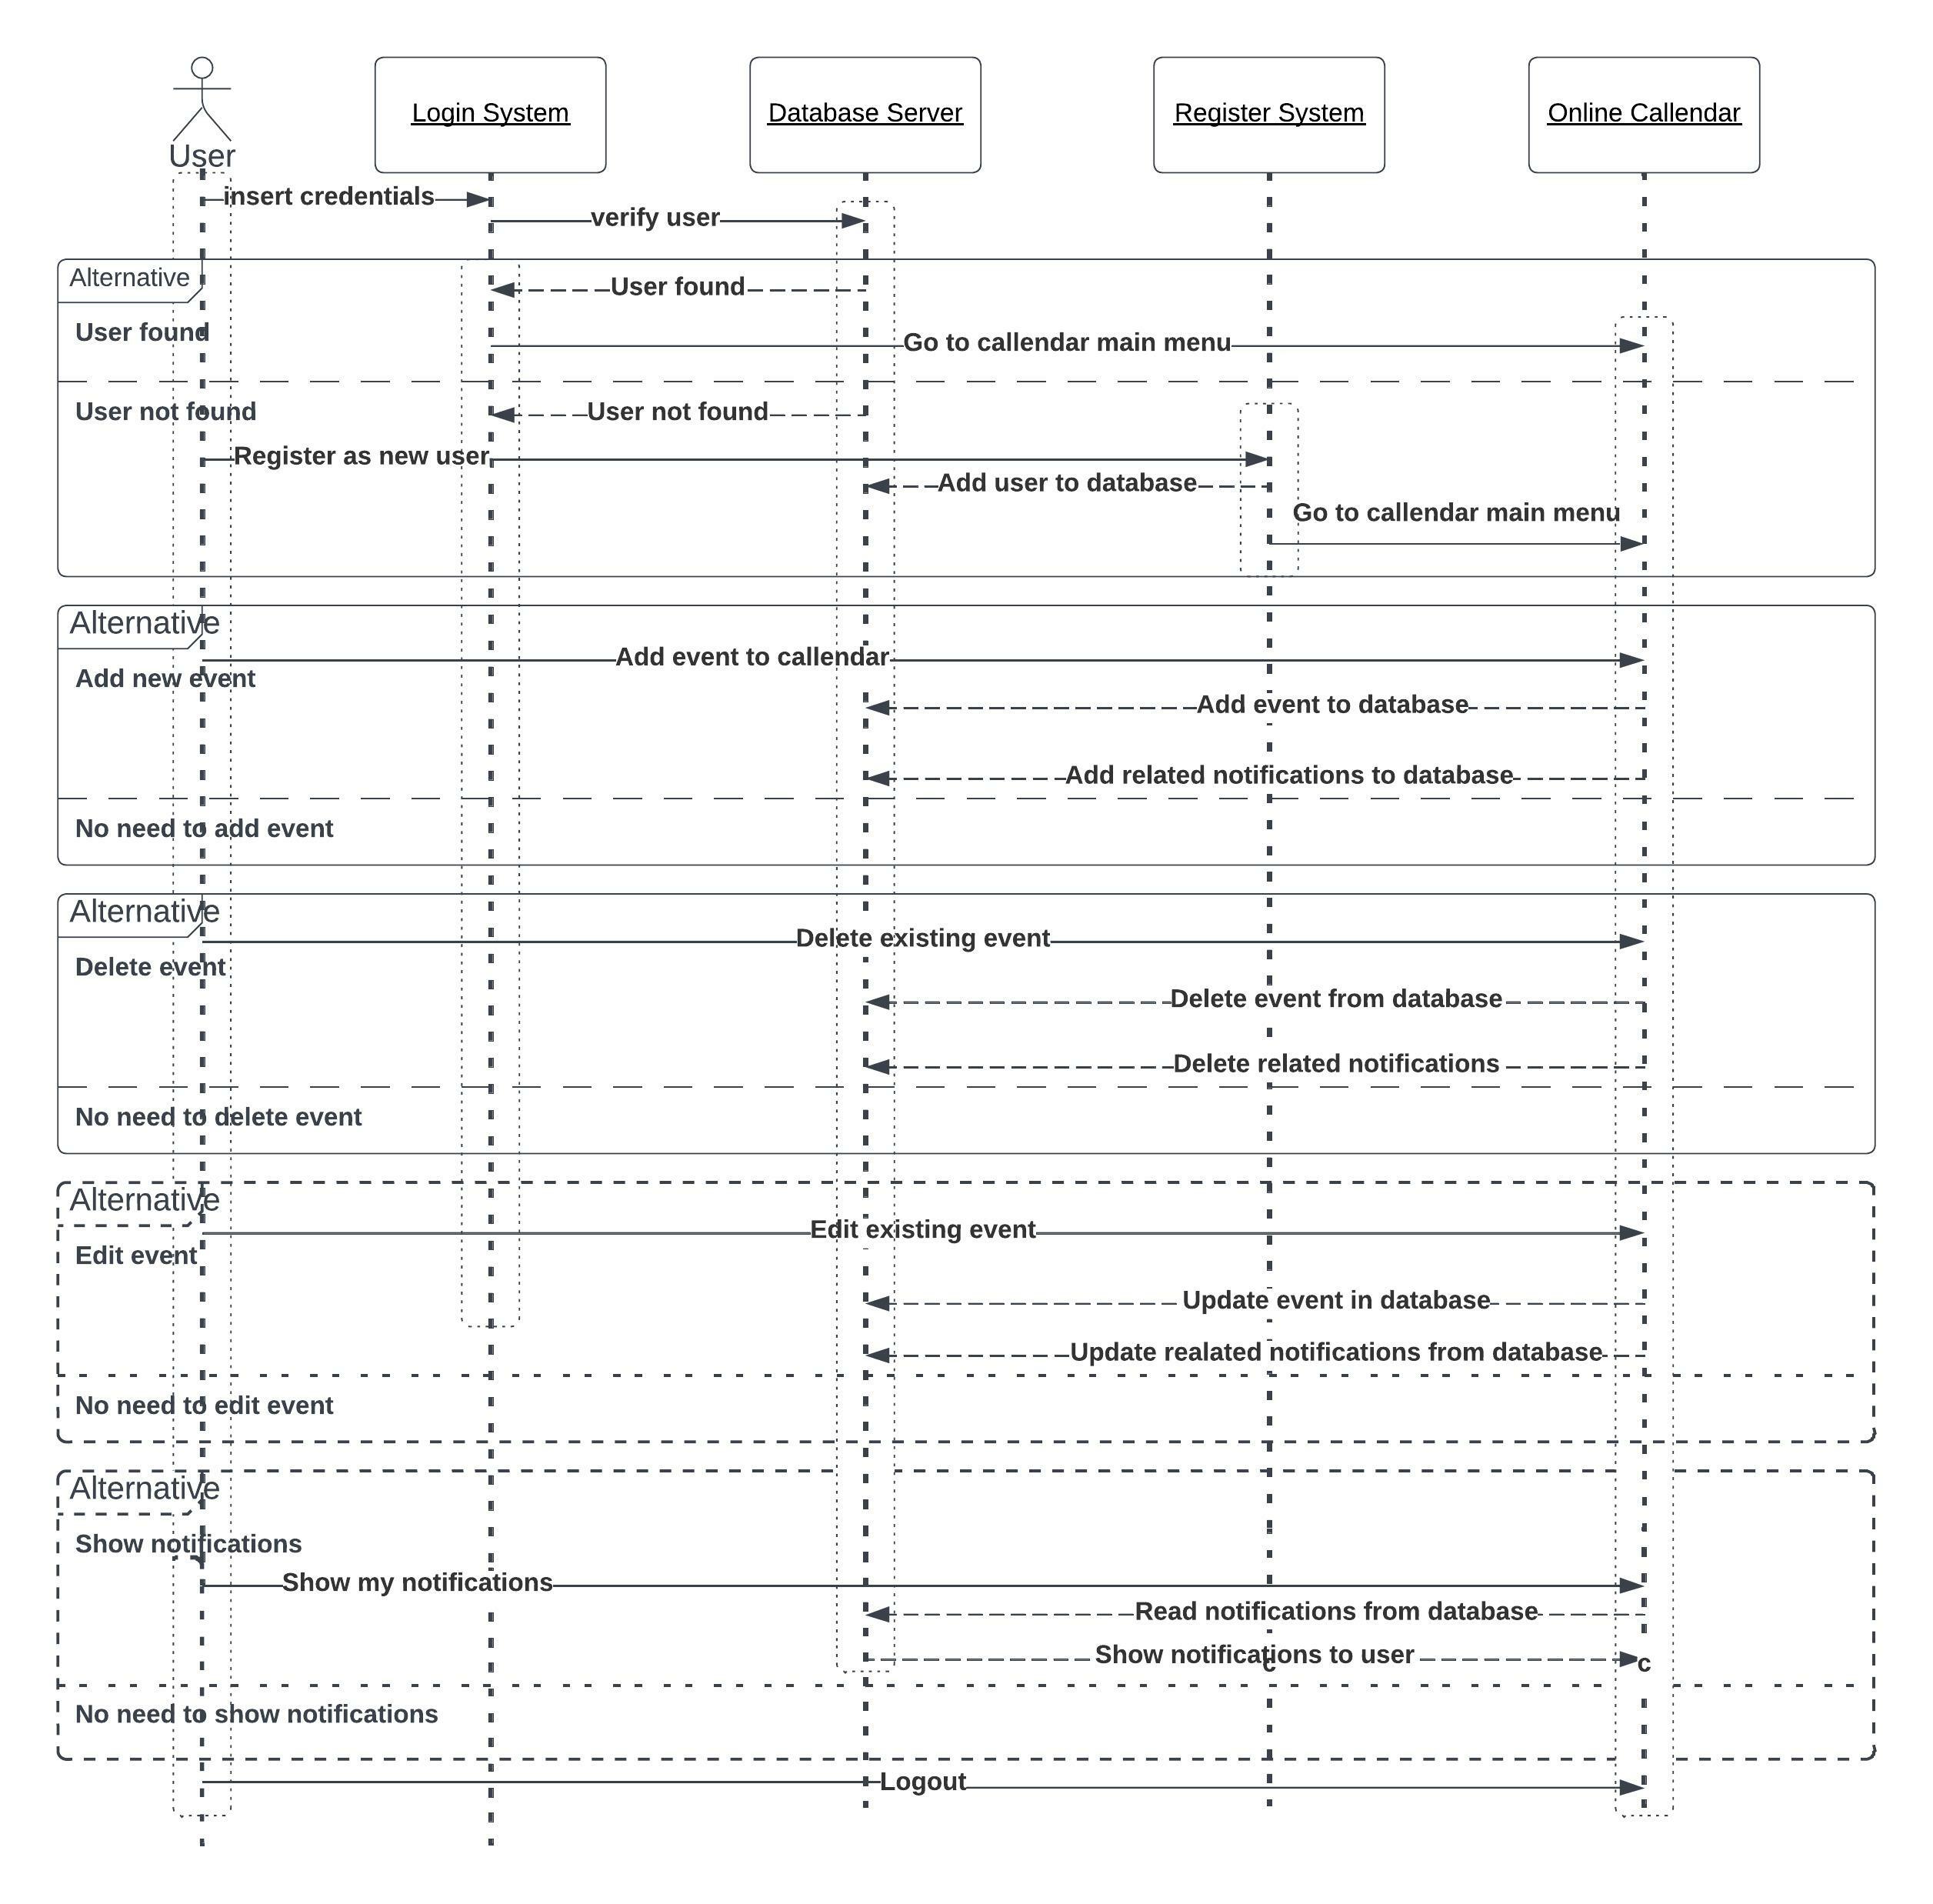 User
Login System
Database Server
Register System
Online Callendar
insert credentials
verify user
Alternative
User found
User found
Go to callendar main menu
User not found
User not found
Register as new user
Add user to database
Go to callendar main menu
Alternative
Add event to callendar
Add new event
Add event to database
Add related notifications to database
No need to add event
Alternative
Delete existing event
Delete event
Delete event from database
Delete related notifications
No need to delete event
Alternative
Edit existing event
Edit event
Update event in database
Update realated notifications from database
No need to edit event
Alternative
Show notifications
Show my notifications
Read notifications from database
Show notifications to user
c
c
No need to show notifications
Logout